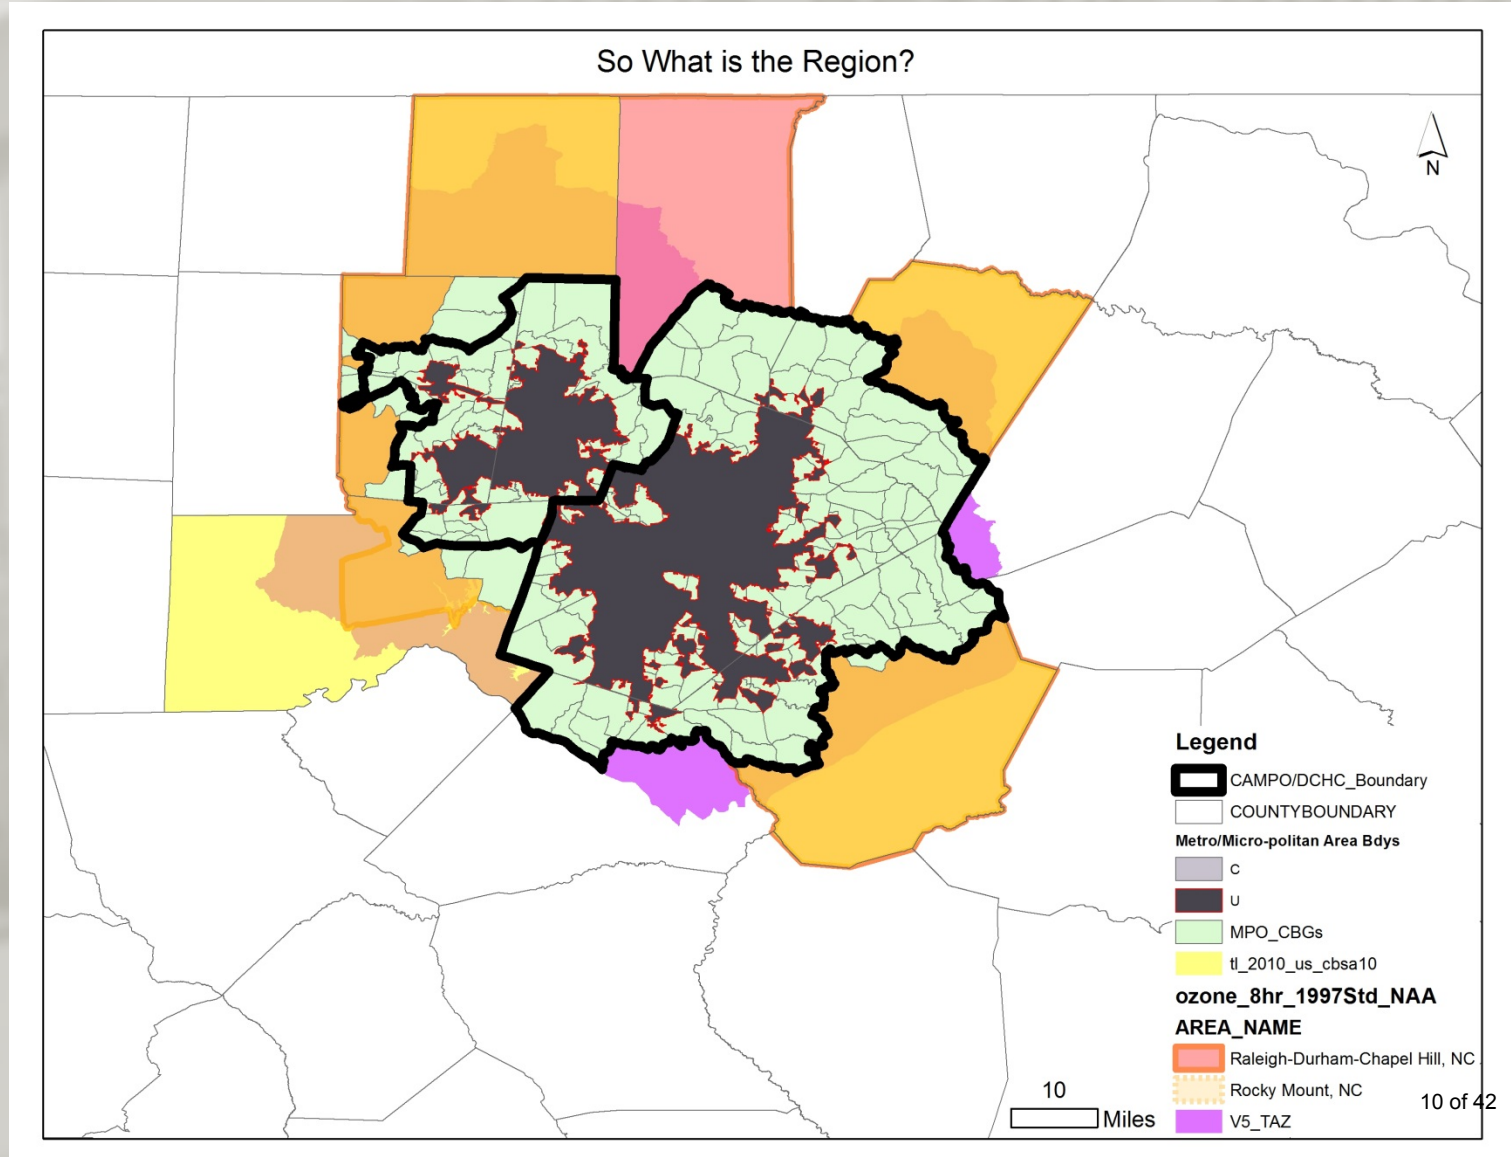 So What is the Region?
N
Legend
CAMPO/DCHC_Boundary
COUNTYBOUNDARY
Metro/Micro-politan Area Bdys
C
U
MPO_CBGs
tl_2010_us_cbsa10
ozone_8hr_1997Std_NAA
AREA_NAME
Raleigh-Durham-Chapel Hill, NC
Rocky Mount, NC
V5_TAZ
10
Miles
10 of 42